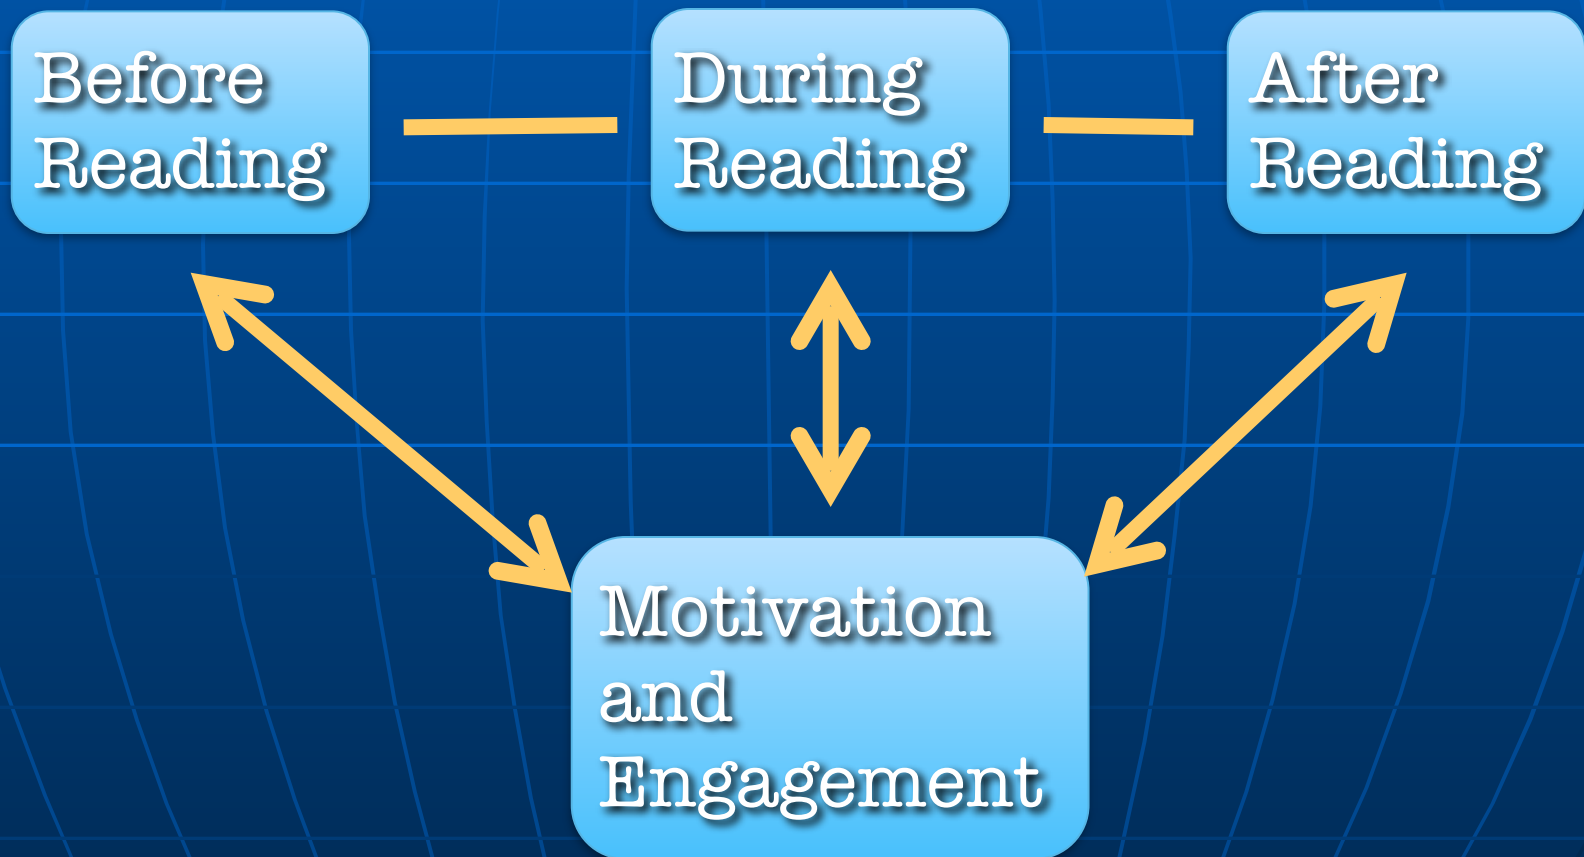 Before
Reading
During
Reading
After
Reading
Motivation
and
Engagement